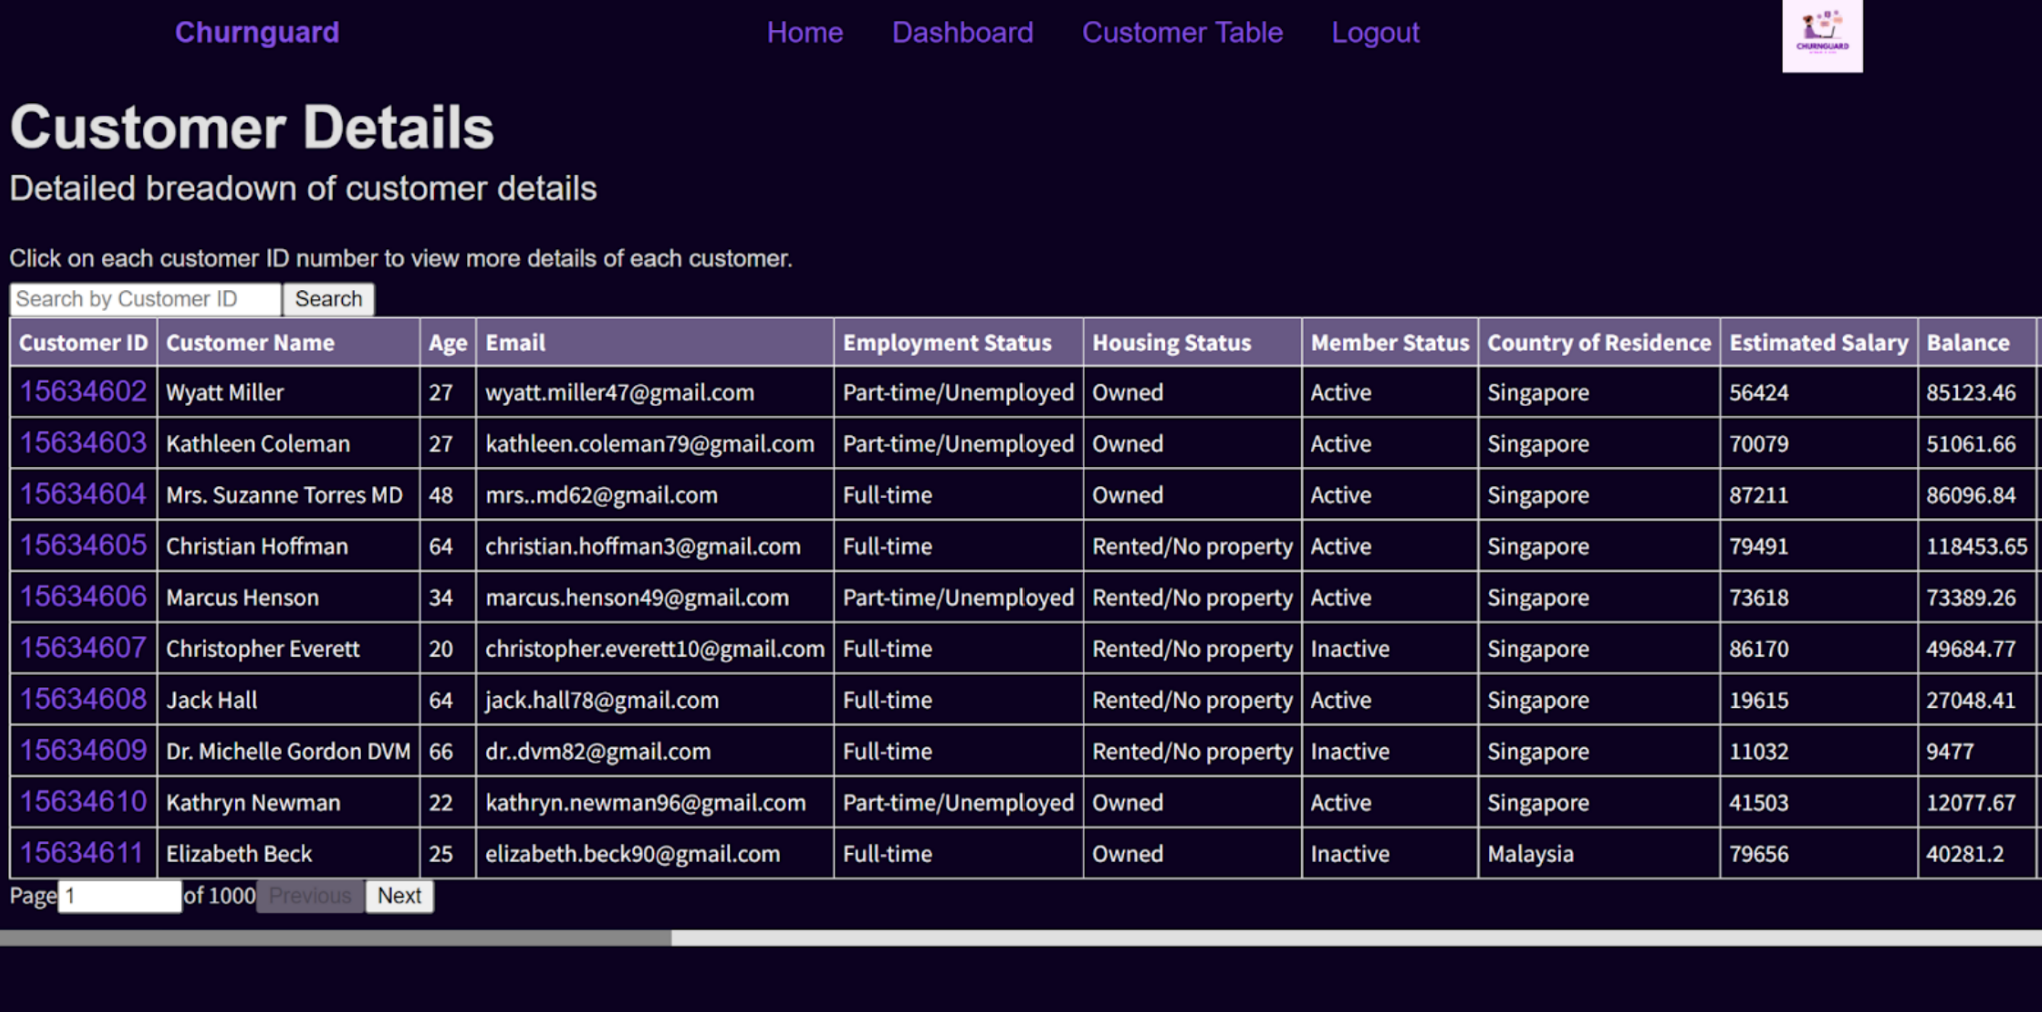 Churnguard Home Dashboard Customer Table Logout
CHURNGUARD
Customer Details
Detailed breadown of customer details
Click on each customer ID number to view more details of each customer.
Search by Customer ID Search
Customer ID Customer Name Age Email Employment Status Housing Status Member Status Country of Residence Estimated Salary Balance
15634602 Wyatt Miller 27 wyatt.miller47@gmail.com Part-time/Unemployed Owned Active Singapore 56424 85123.46
15634603 Kathleen Coleman 27 kathleen.coleman79@gmail.com Part-time/Unemployed Owned Active Singapore 70079 51061.66
15634604 Mrs. Suzanne Torres MD 48 mrs..md62@gmail.com Full-time Owned Active Singapore 87211 86096.84
15634605 Christian Hoffman 64 christian.hoffman3@gmail.com Full-time Rented/No property Active Singapore 79491 118453.65
15634606 Marcus Henson 34 marcus.henson49@gmail.com Part-time/Unemployed Rented/No property Active Singapore 73618 73389.26
15634607 Christopher Everett 20 christopher.everett10@gmail.com Full-time Rented/No property Inactive Singapore 86170 49684.77
15634608 Jack Hall 64 jack.hall78@gmail.com Full-time Rented/No property Active Singapore 19615 27048.41
15634609 Dr. Michelle Gordon DVM 66 dr..dvm82@gmail.com Full-time Rented/No property Inactive Singapore 11032 9477
15634610 Kathryn Newman 22 kathryn.newman96@gmail.com Part-time/Unemployed Owned Active Singapore 41503 12077.67
15634611 Elizabeth Beck 25 elizabeth.beck90@gmail.com Full-time Owned Inactive Malaysia 79656 40281.2
Page 1 of 1000 Previous Next